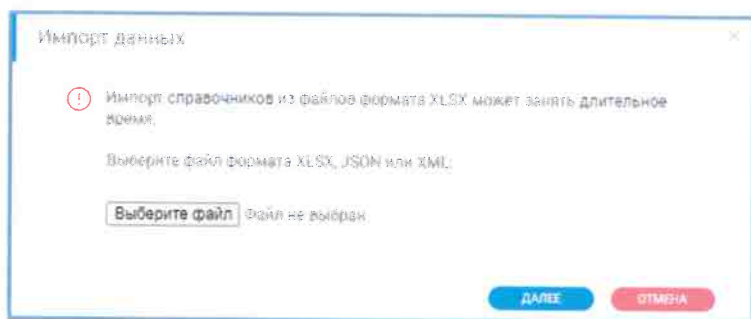 Импорт данных
Импорт справочников из файлов формата XLSX может занять длительное
время.
Выберите файл формата XLSX, JSON или XML:
Выберите файл Файл не выбран
ДАЛЕЕ ОТМЕНА